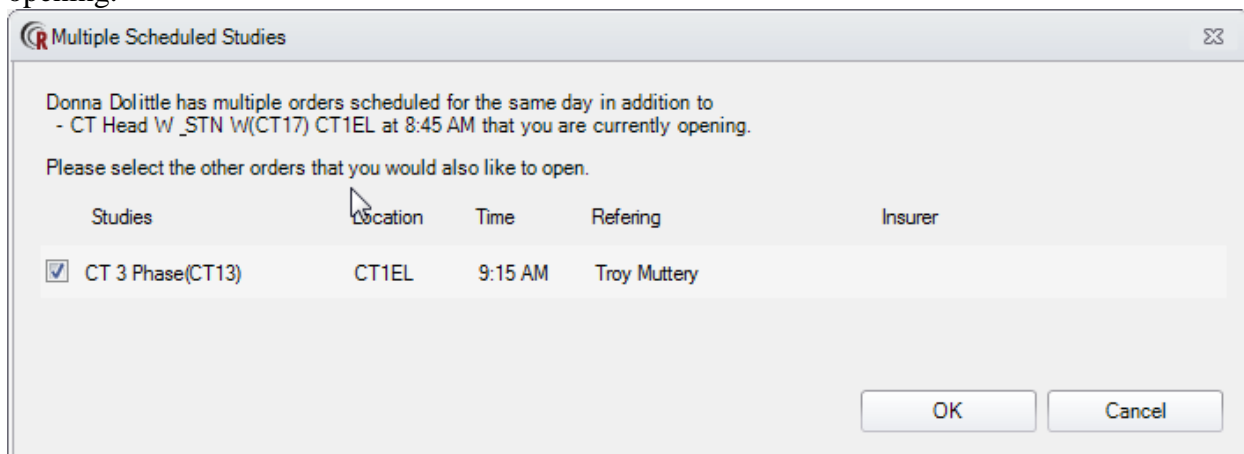 opening.
Multiple Scheduled Studies
Donna Dolittle has multiple orders scheduled for the same day in addition to
- CT Head W _STN W(CT17) CT1EL at 8:45 AM that you are currently opening.
Please select the other orders that you would also like to open.
Studies Location Time Refering Insurer
CT 3 Phase(CT13) CT1EL 9:15 AM Troy Muttery
OK Cancel